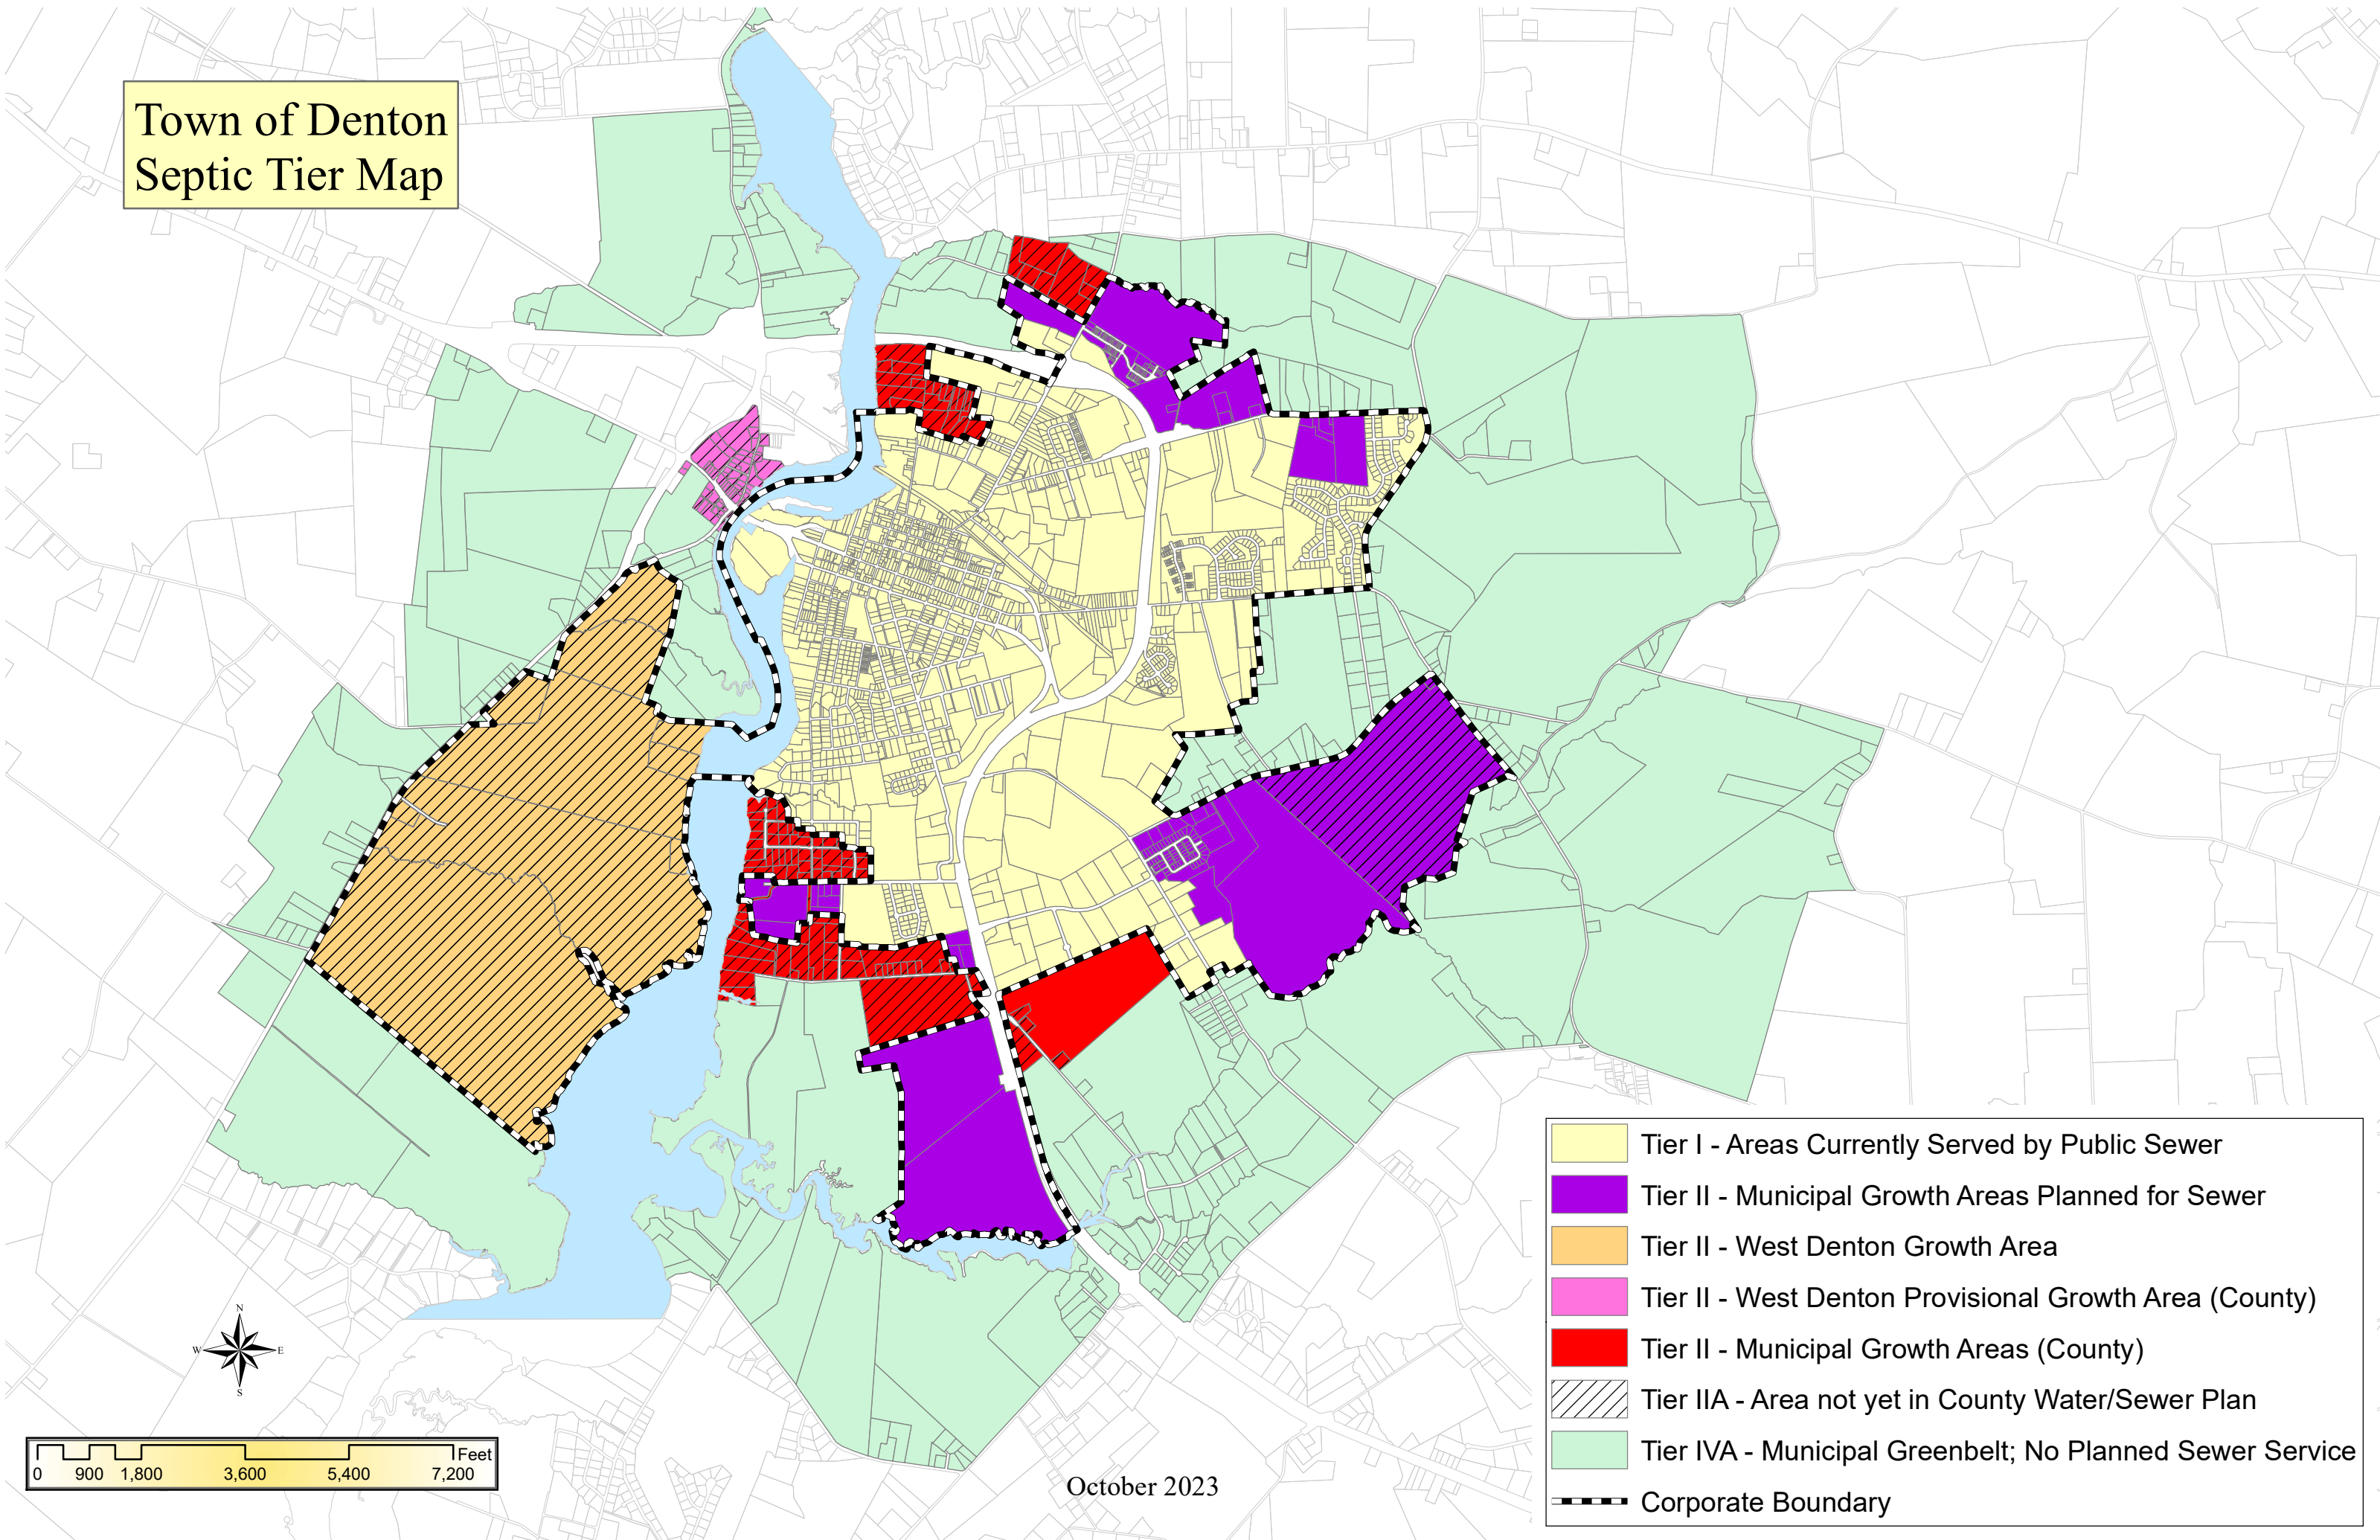 Town of Denton
Septic Tier Map
Tier I - Areas Currently Served by Public Sewer
Tier II - Municipal Growth Areas Planned for Sewer
Tier II - West Denton Growth Area
Tier II - West Denton Provisional Growth Area (County)
Tier II - Municipal Growth Areas (County)
Tier IIA - Area not yet in County Water/Sewer Plan
Tier IVA - Municipal Greenbelt; No Planned Sewer Service
Corporate Boundary
N
W E
S
Feet
0 900 1,800 3,600 5,400 7,200
October 2023